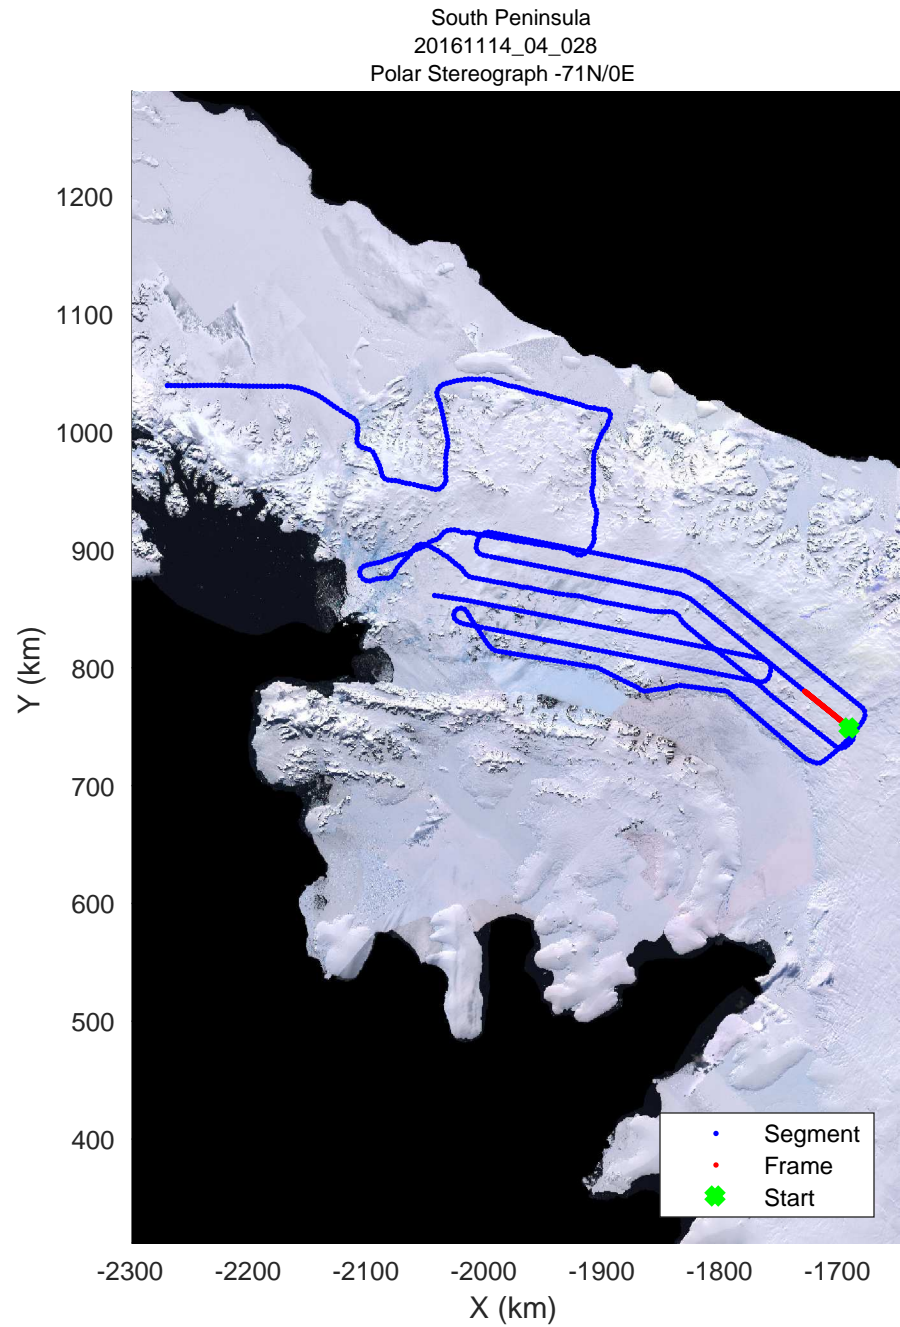 South Peninsula
20161114_04_028
Polar Stereograph -71N/0E
1200
1100
1000
900
800
700
600
500
400
Y (km)
Segment
Frame
Start
-2300 -2200 -2100 -2000 -1900 -1800 -1700
X (km)